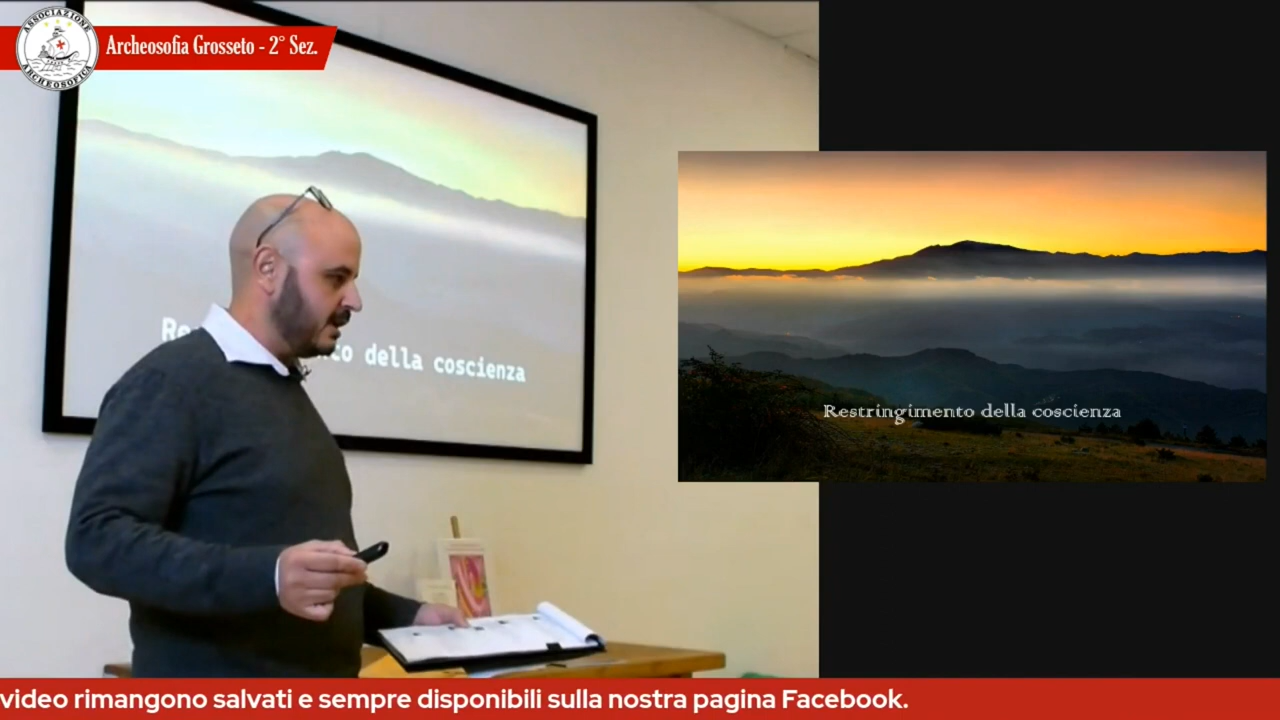 ASSOCIAZIONE
ARCHEOSOFICA
Archeosofia Grosseto - 2° Sez.
Re to della coscienza
Restringimento della coscienza
video rimangono salvati e sempre disponibili sulla nostra pagina Facebook.